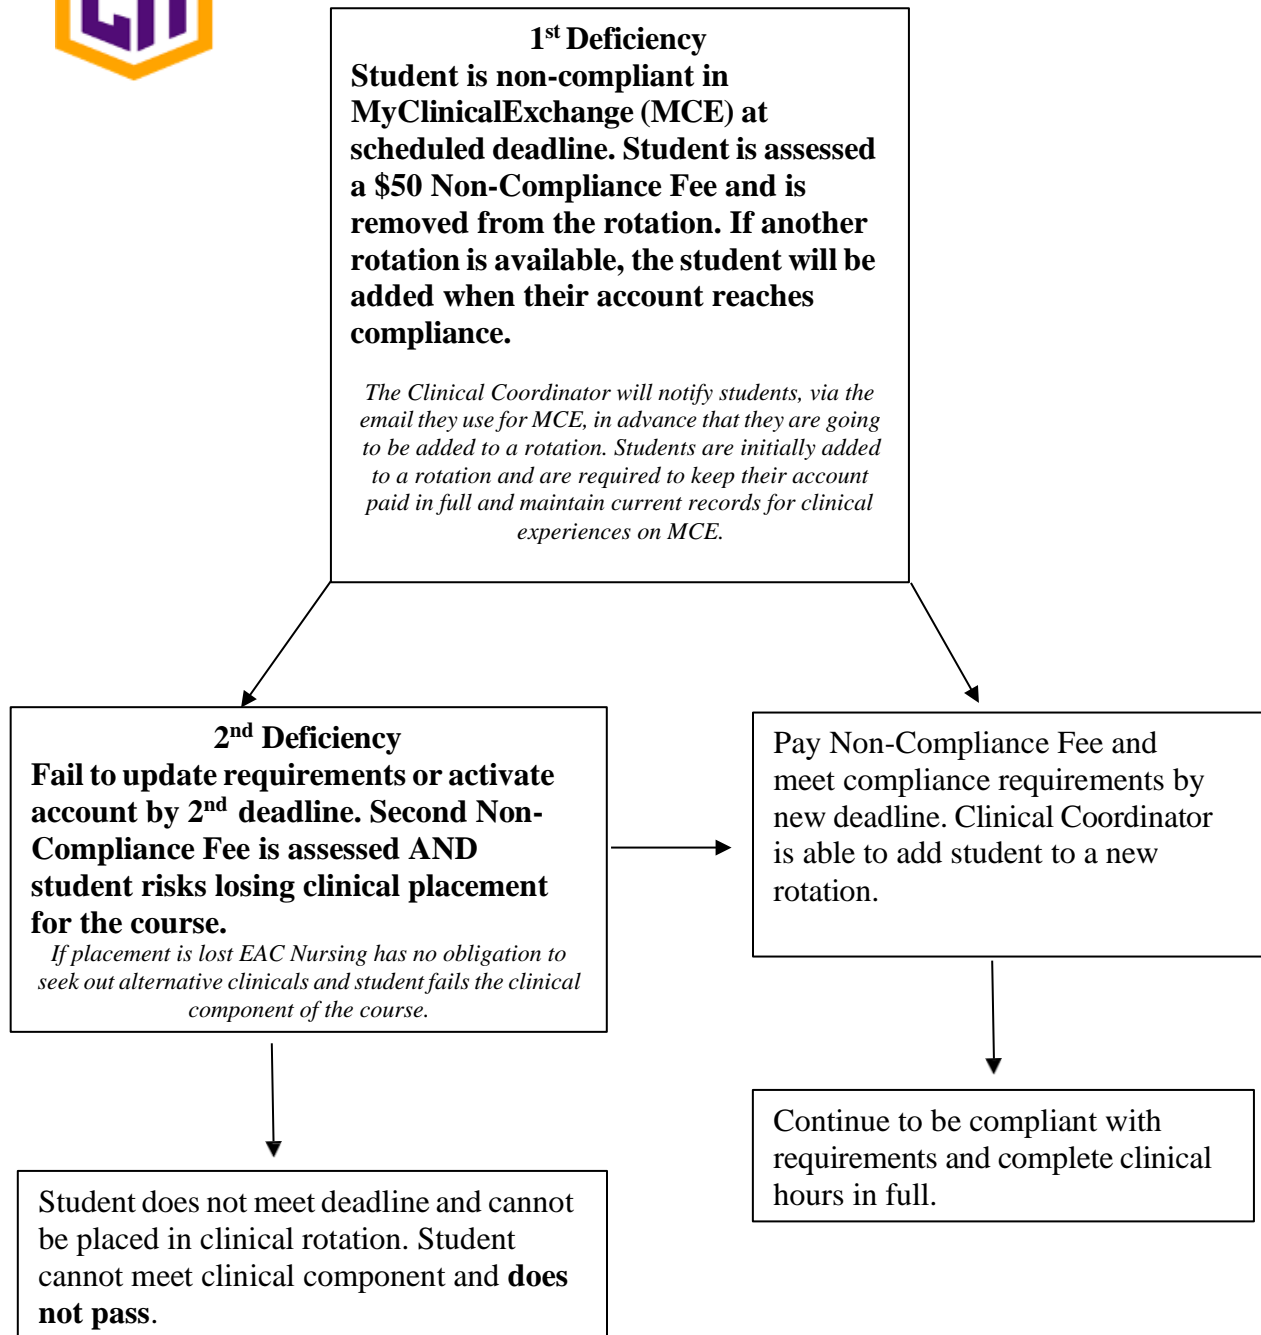 1st Deficiency
Student is non-compliant in
MyClinicalExchange (MCE) at
scheduled deadline. Student is assessed
a $50 Non-Compliance Fee and is
removed from the rotation. If another
rotation is available, the student will be
added when their account reaches
compliance.
The Clinical Coordinator will notify students, via the
email they use for MCE, in advance that they are going
to be added to a rotation. Students are initially added
to a rotation and are required to keep their account
paid in full and maintain current records for clinical
experiences on MCE.
2nd Deficiency
Fail to update requirements or activate
account by 2nd deadline. Second Non-
Compliance Fee is assessed AND
student risks losing clinical placement
for the course.
If placement is lost EAC Nursing has no obligation to
seek out alternative clinicals and student fails the clinical
component of the course.
Pay Non-Compliance Fee and
meet compliance requirements by
new deadline. Clinical Coordinator
is able to add student to a new
rotation.
Student does not meet deadline and cannot
be placed in clinical rotation. Student
cannot meet clinical component and does
not pass.
Continue to be compliant with
requirements and complete clinical
hours in full.